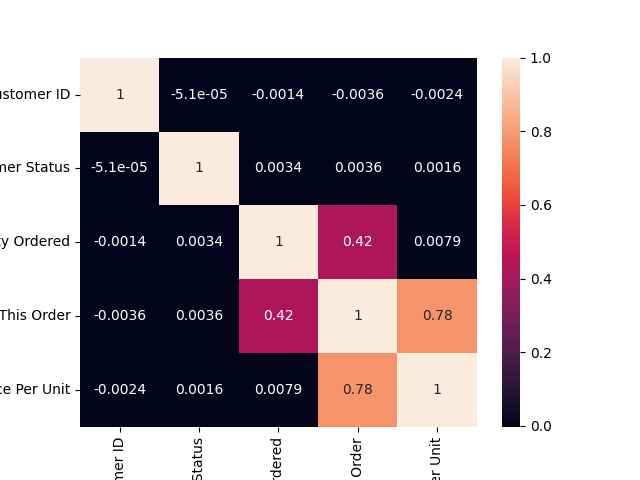 ustomer ID 1 -5.1e-05 -0.0014 -0.0036 -0.0024
mer Status -5.1e-05 1 0.0034 0.0036 0.0016
y Ordered -0.0014 0.0034 1 0.42 0.0079
This Order -0.0036 0.0036 0.42 1 0.78
ce Per Unit -0.0024 0.0016 0.0079 0.78 1
mer ID
Status
dered
Order
er Unit
1.0
0.8
0.6
0.4
0.2
0.0